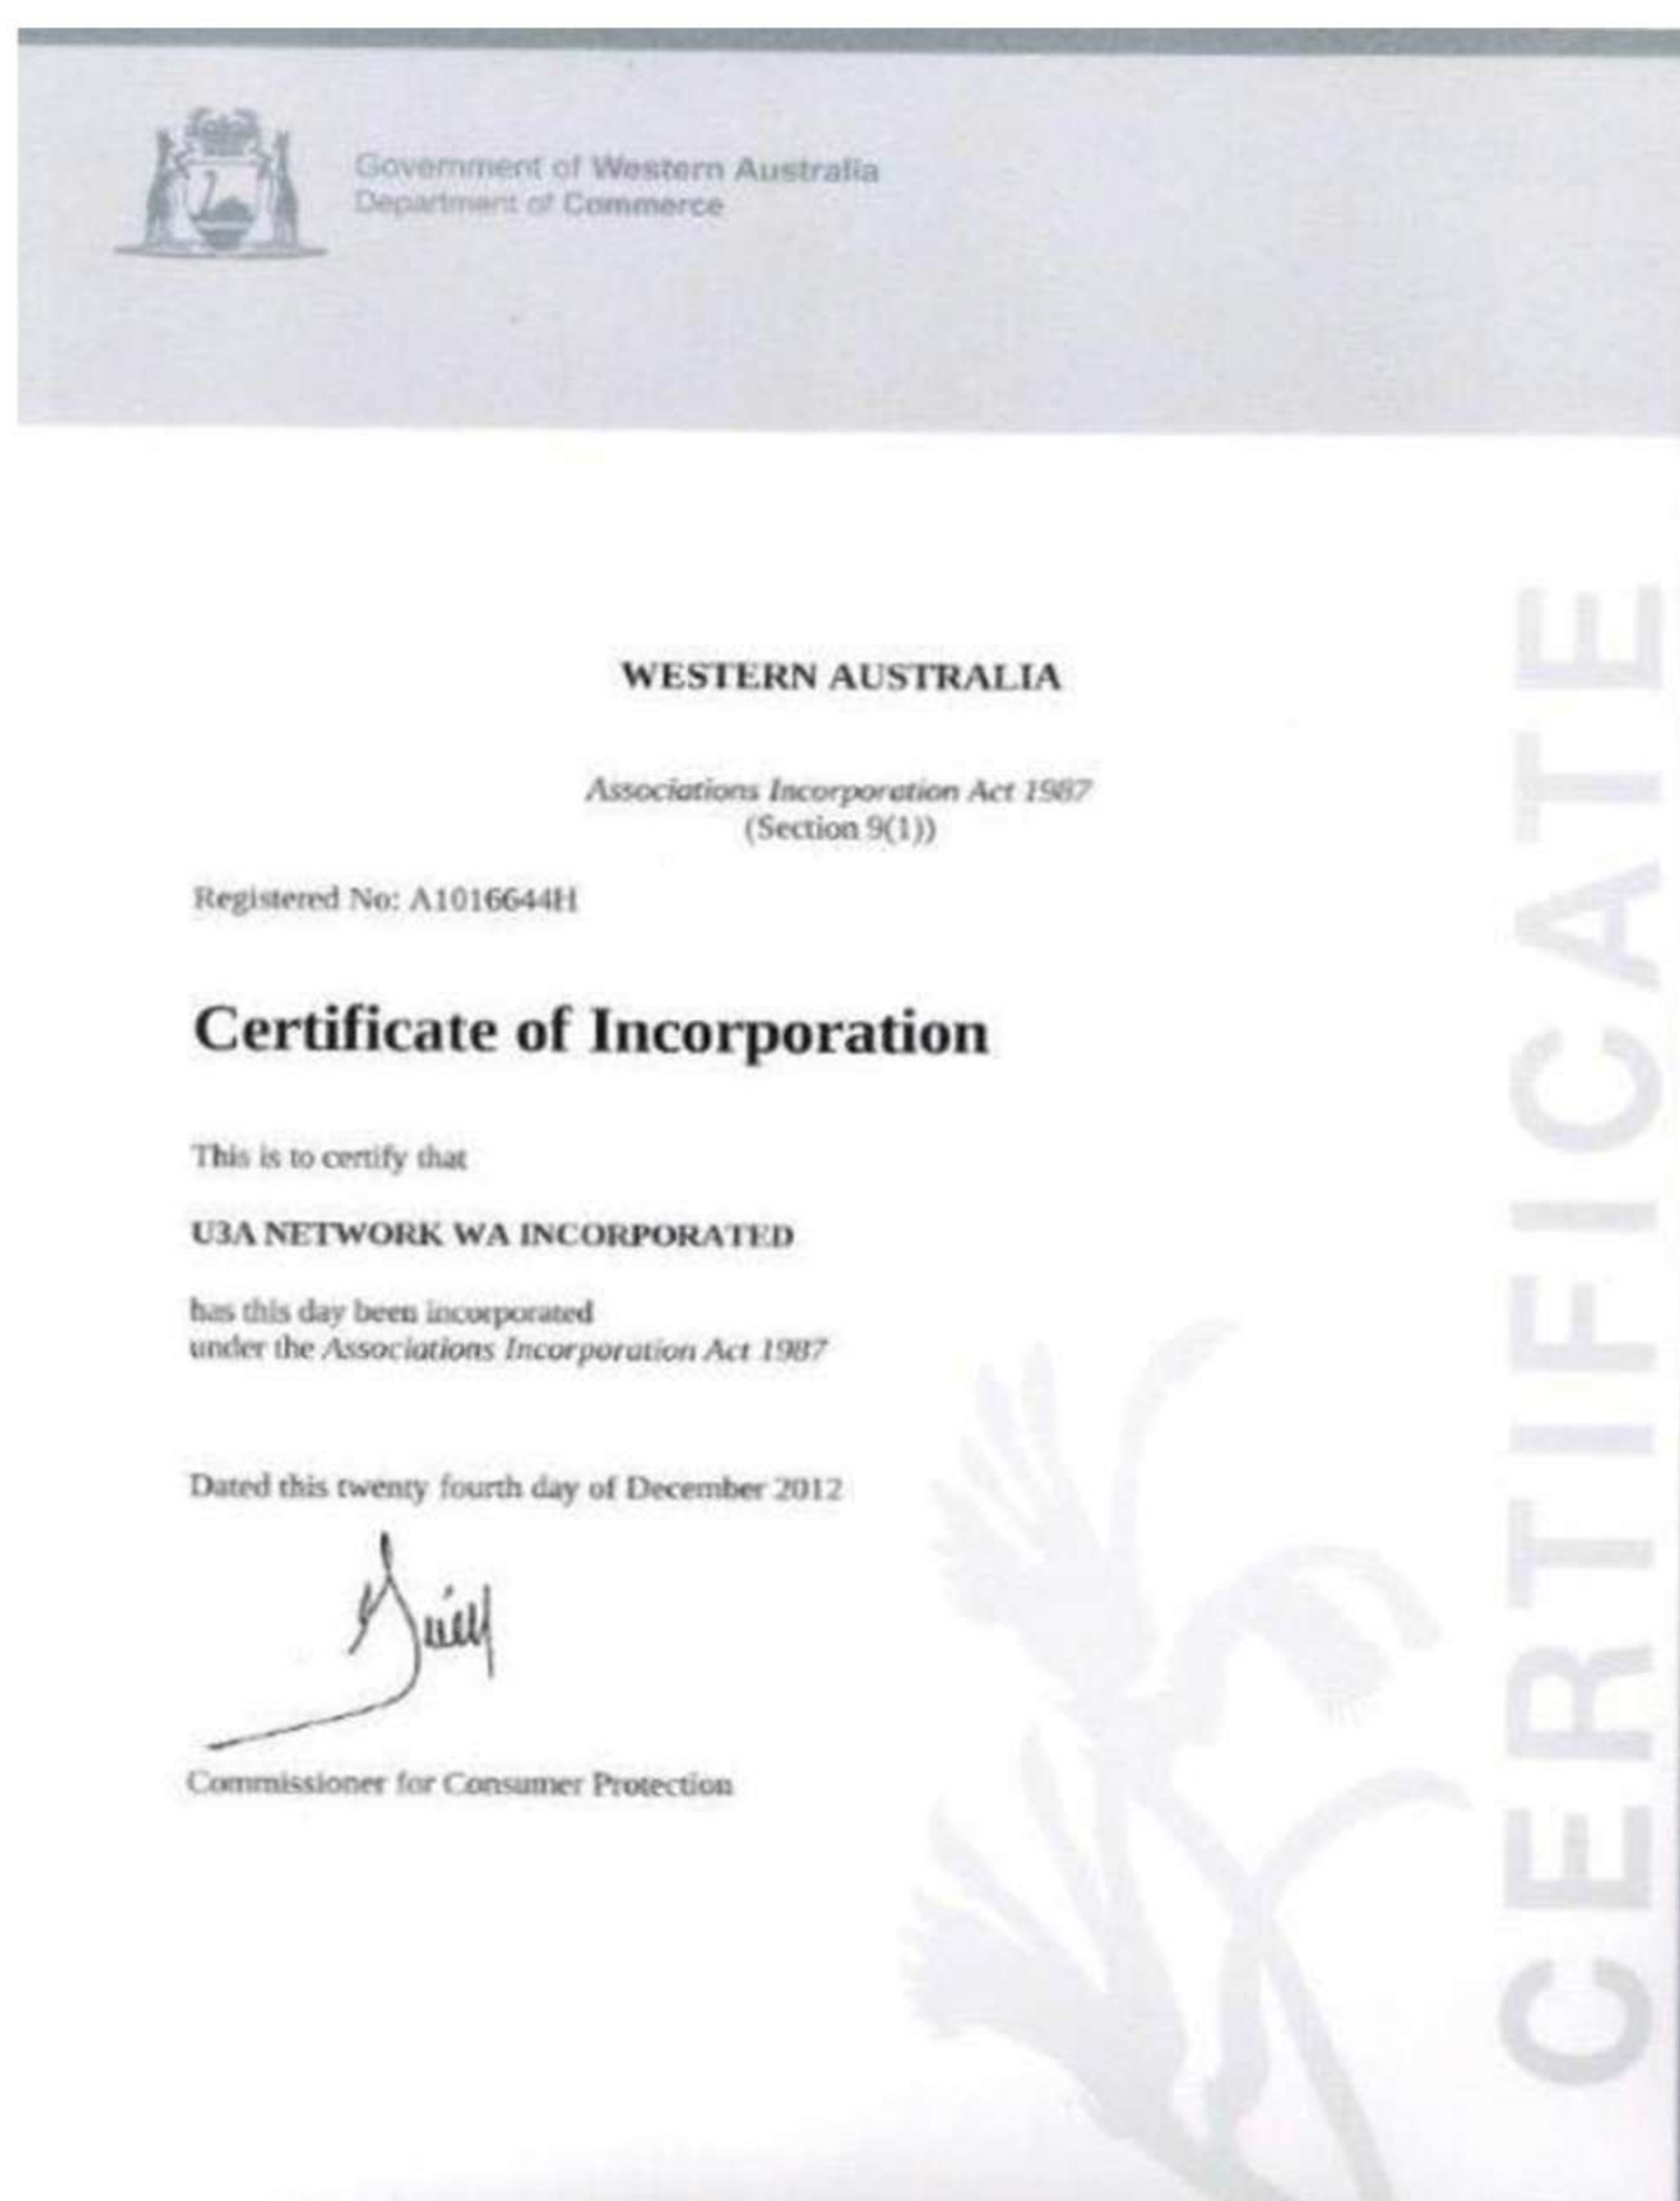 Government of Western Australia
Department of Commerce
WESTERN AUSTRALIA
Associations Incorporation Act 1987
(Section 9(1))
Registered No: A1016644H
Certificate of Incorporation
This is to certify that
U3A NETWORK WA INCORPORATED
has this day been incorporated
under the Associations Incorporation Act 1987
Dated this twenty fourth day of December 2012
Commissioner for Consumer Protection
CERTIFICATE